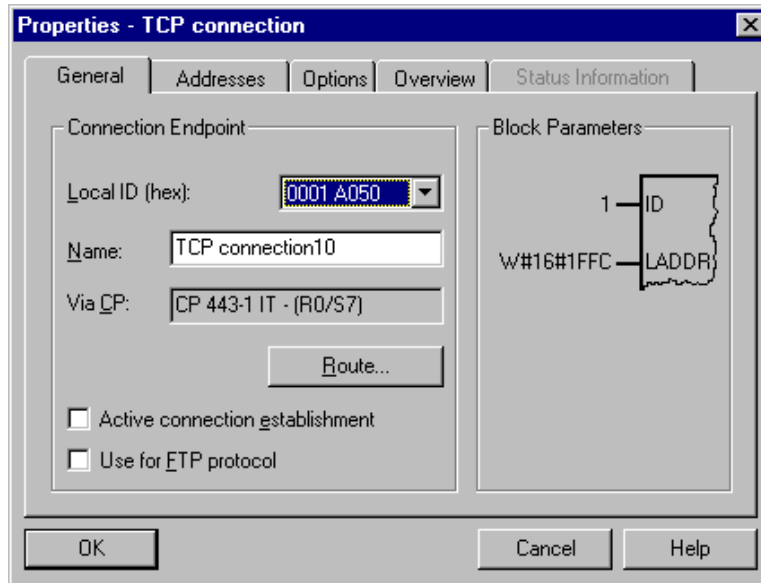 Properties - TCP connection
General
Addresses
Options
Overview
Status Information
Connection Endpoint
Local ID (hex):
0001 A050
Name:
TCP connection10
Via CP:
CP 443-1 IT - (R0/S7)
Route...
Active connection establishment
Use for FTP protocol
Block Parameters
1
ID
W#16#1FFC
LADDR
OK
Cancel
Help